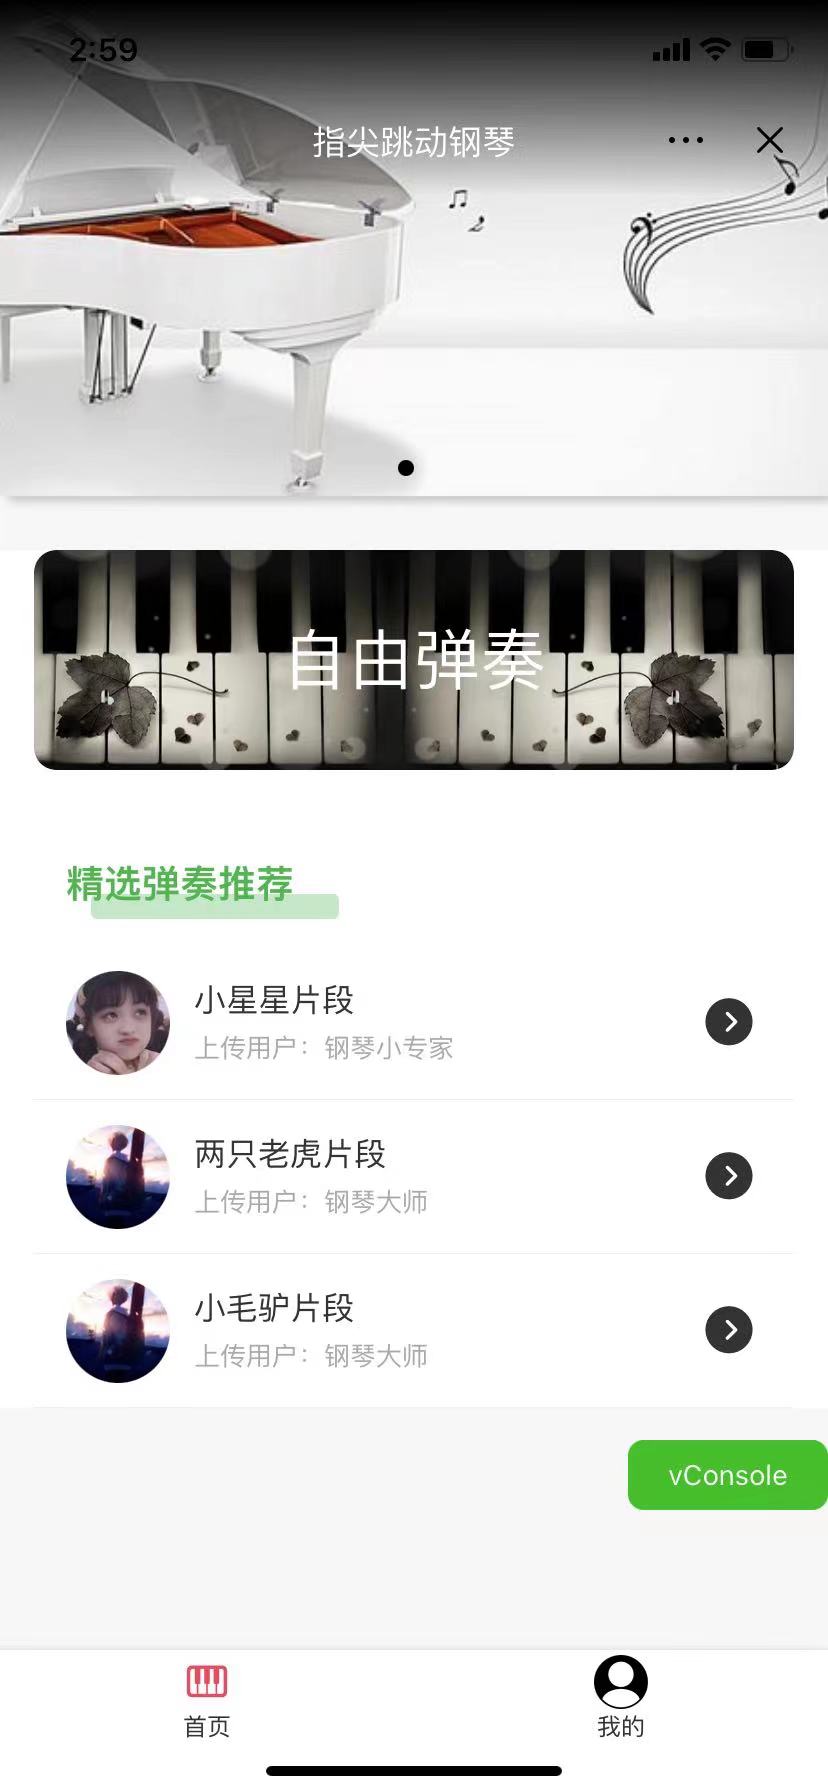 2:59
指尖跳动钢琴
自由弹奏
精选弹奏推荐
小星星片段
上传用户：钢琴小专家
两只老虎片段
上传用户：钢琴大师
小毛驴片段
上传用户：钢琴大师
vConsole
首页
我的